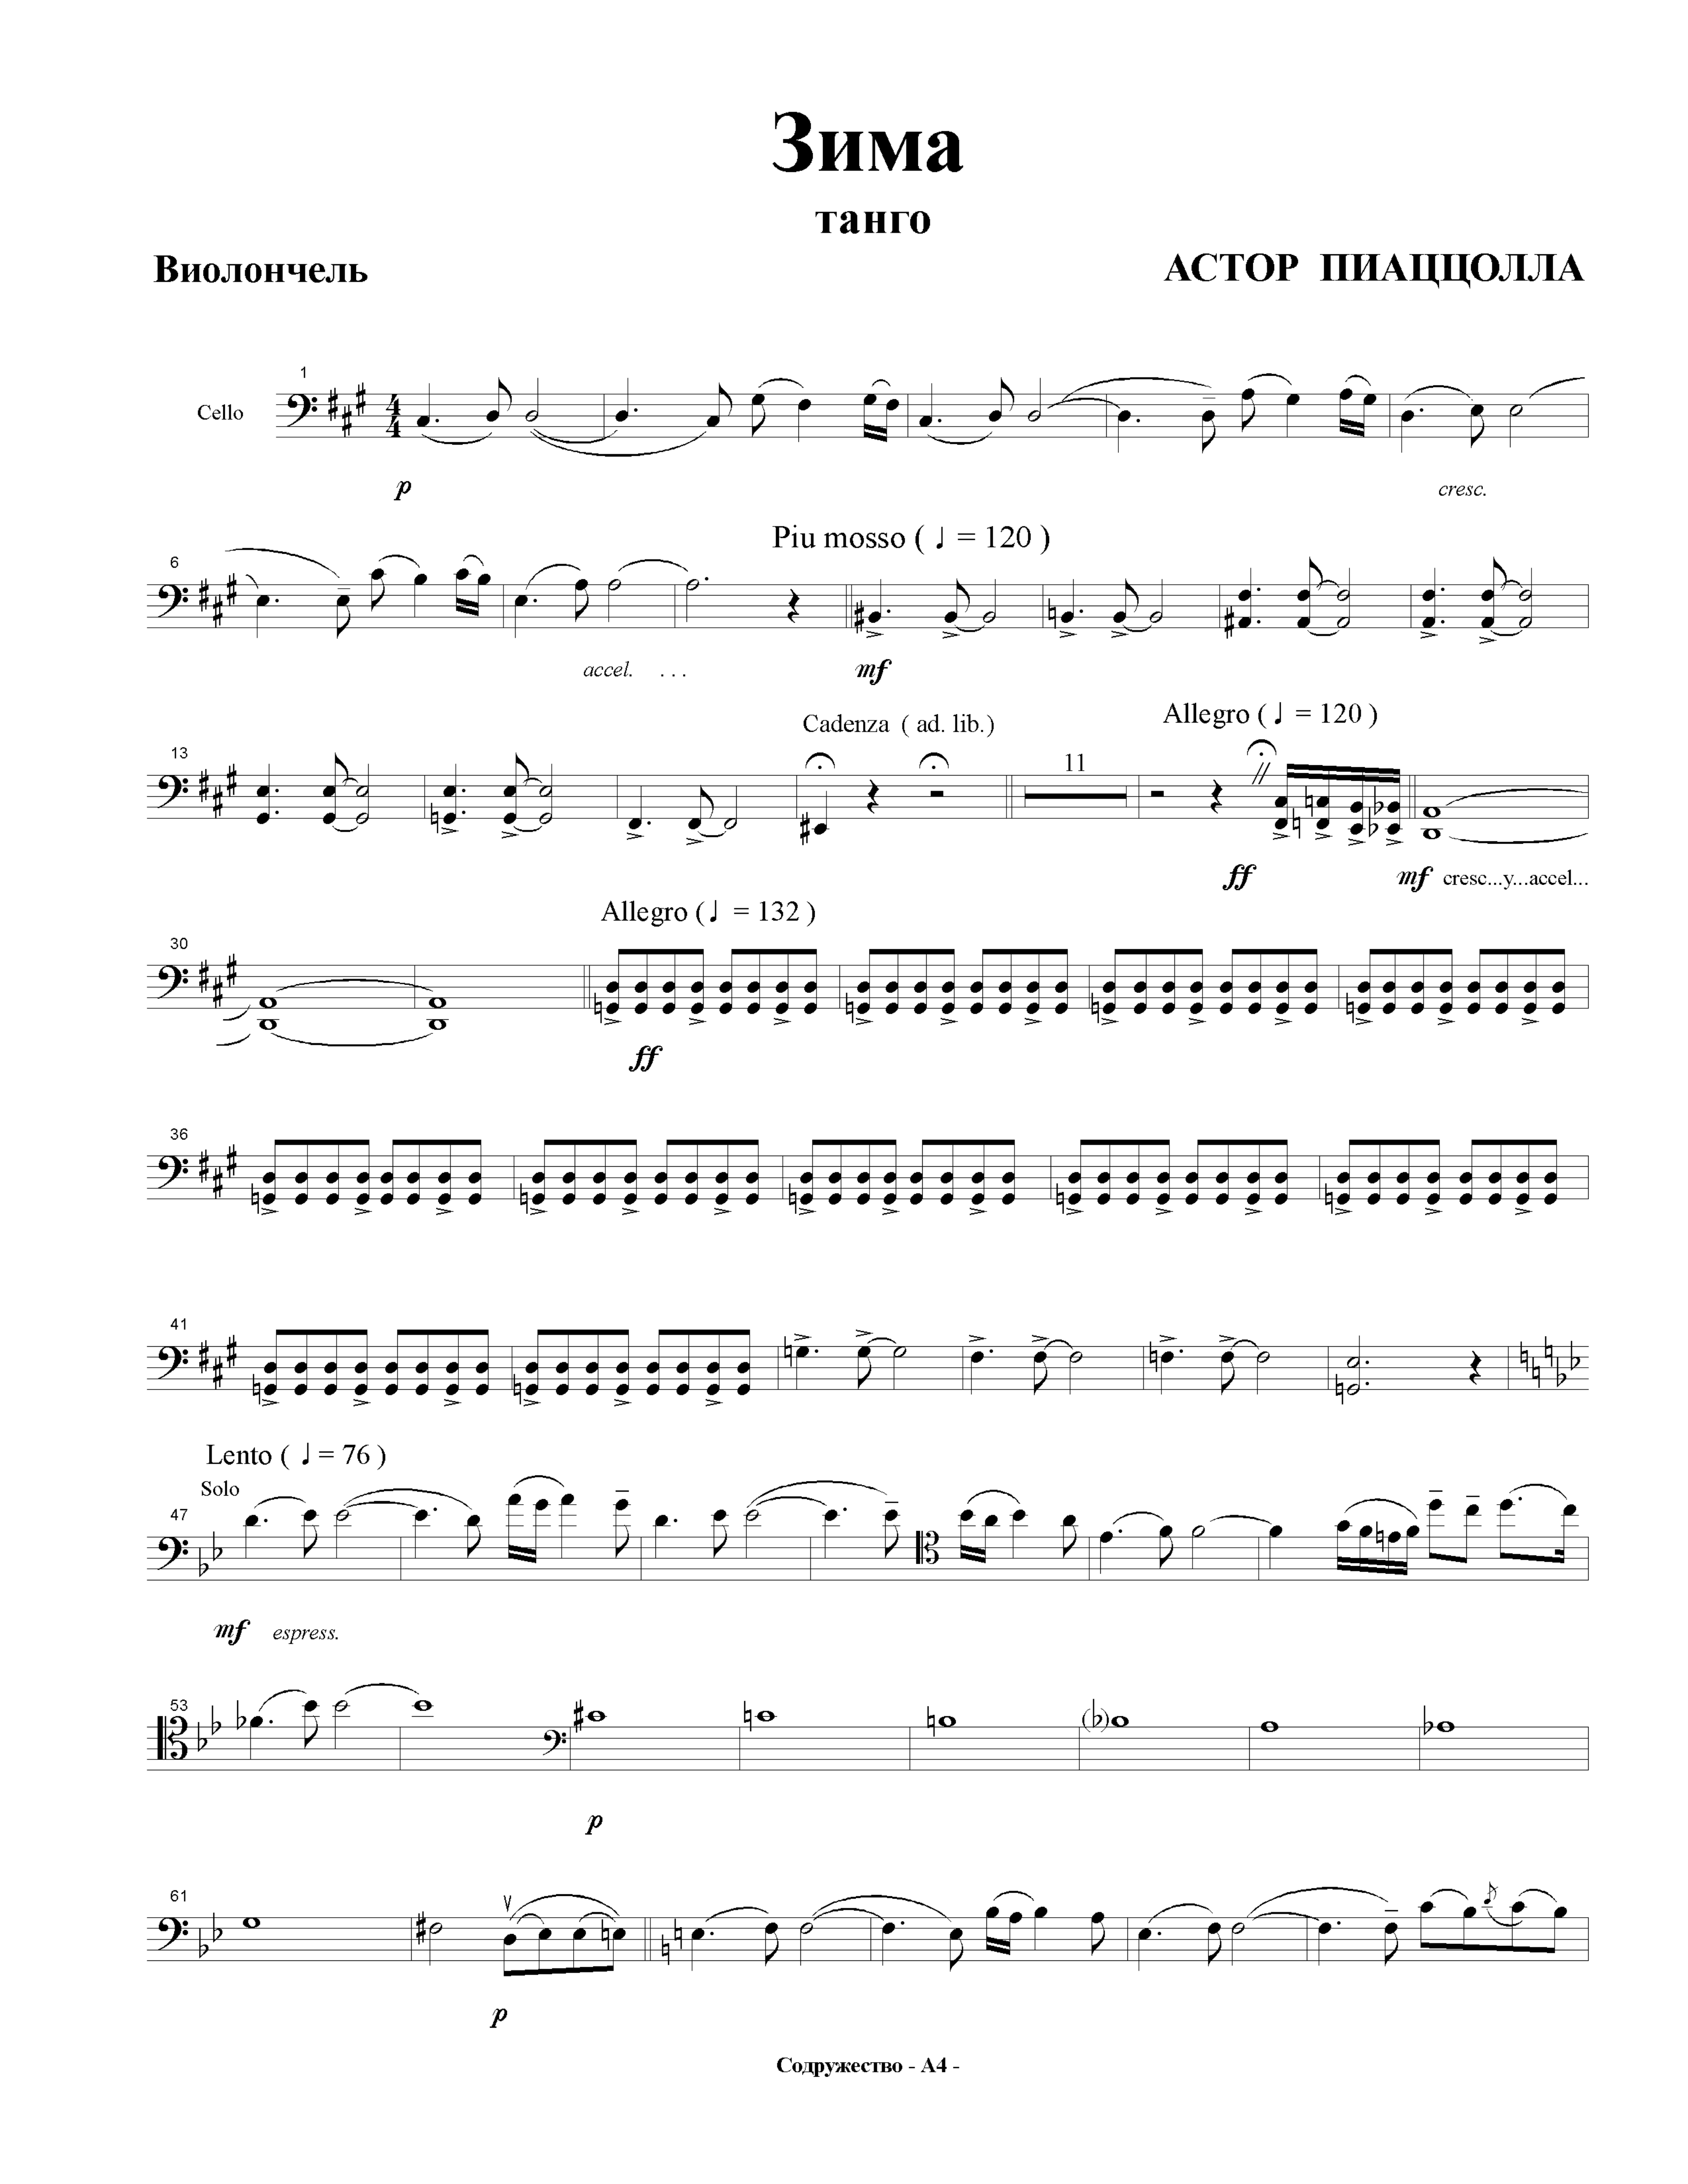 Зима
танго
Виолончель
АСТОР ПИАЦЦОЛЛА
1
Cello
4
4
p
cresc.
Piu mosso ( ♩ = 120 )
6
accel. . . .
mf
Allegro ( ♩ = 120 )
Cadenza ( ad. lib.)
13
11
ff
mf cresc...y...accel...
Allegro ( ♩ = 132 )
30
ff
36
41
Lento ( ♩ = 76 )
Solo
47
mf espress.
53
p
61
p
Содружество - А4 -